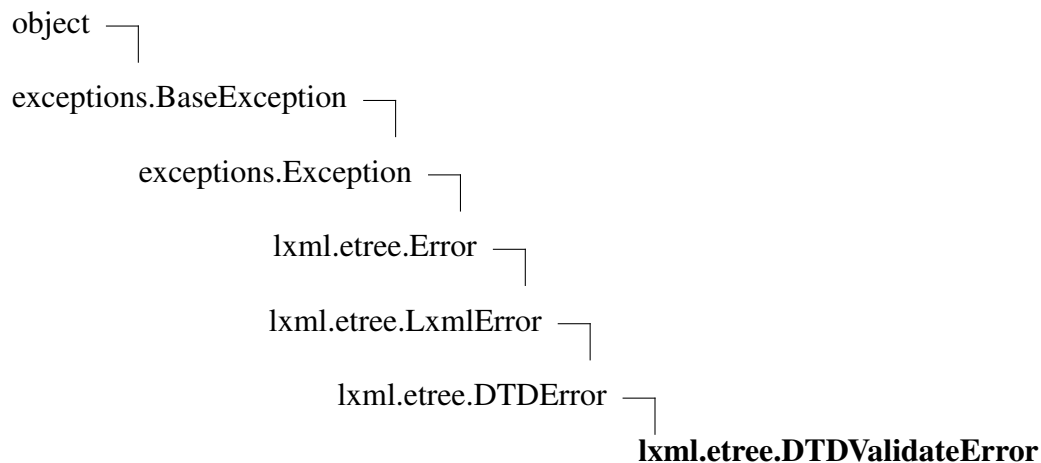 object
exceptions.BaseException
exceptions.Exception
lxml.etree.Error
lxml.etree.LxmlError
lxml.etree.DTDError
lxml.etree.DTDValidateError